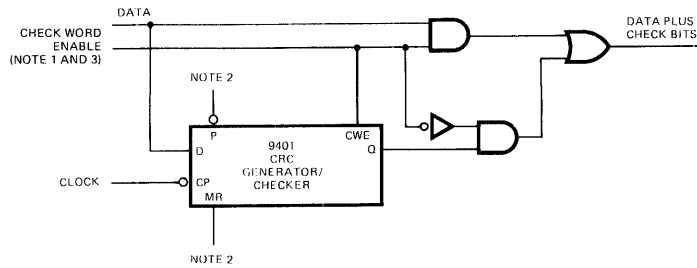 DATA
CHECK WORD
ENABLE
(NOTE 1 AND 3)
DATA PLUS
CHECK BITS
NOTE 2
P
CWE
9401
CRC
GENERATOR/
CHECKER
D
Q
CLOCK
CP
MR
NOTE 2